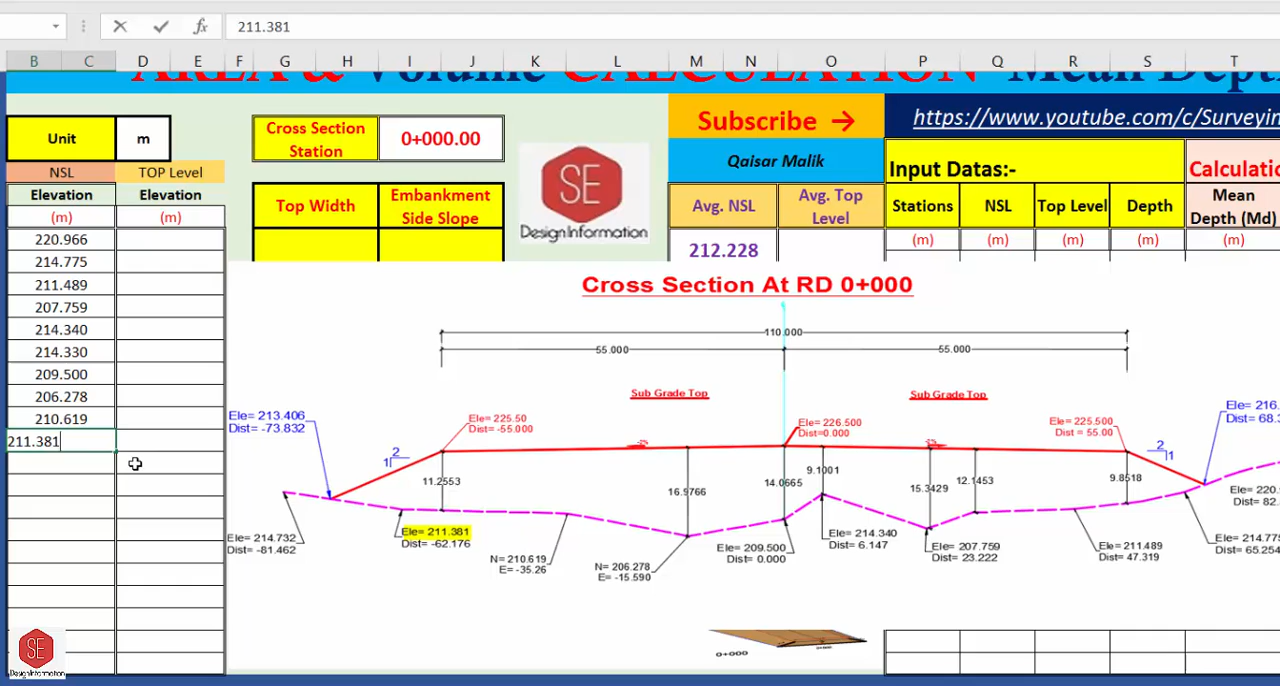 211.381
B C D E F G H I J K L M N O P Q R S T
AREA & Volume CALCULATION Mean Depth
Unit m
Cross Section Station 0+000.00
Subscribe →
https://www.youtube.com/c/Surveyin
NSL TOP Level
Elevation Elevation
(m) (m)
220.966
214.775
211.489
207.759
214.340
214.330
209.500
206.278
210.619
211.381
Top Width
Embankment
Side Slope
SE
Design Information
Qaisar Malik
Avg. NSL
Avg. Top
Level
212.228
Input Datas:-
Calculati
Stations NSL Top Level Depth
Mean
Depth (Md)
(m) (m) (m) (m) (m)
Cross Section At RD 0+000
110.000
55.000 55.000
Sub Grade Top Sub Grade Top
Ele= 213.406
Dist= -73.832
Ele= 225.50
Dist= -55.000
Ele= 226.500
Dist=0.000
Ele= 225.500
Dist = 55.00
Ele= 216.
Dist= 68.3
2
1
2
1
11.2553
16.9766
14.0665
9.1001
15.3429
12.1453
9.8518
Ele= 214.732
Dist= -81.462
Ele= 211.381
Dist= -62.176
N= 210.619
E= -35.26
N= 206.278
E= -15.590
Ele= 209.500
Dist= 0.000
Ele= 214.340
Dist= 6.147
Ele= 207.759
Dist= 23.222
Ele= 211.489
Dist= 47.319
Ele= 220.
Dist= 82.
Ele= 214.775
Dist= 65.254
0+000
SE
Design Information